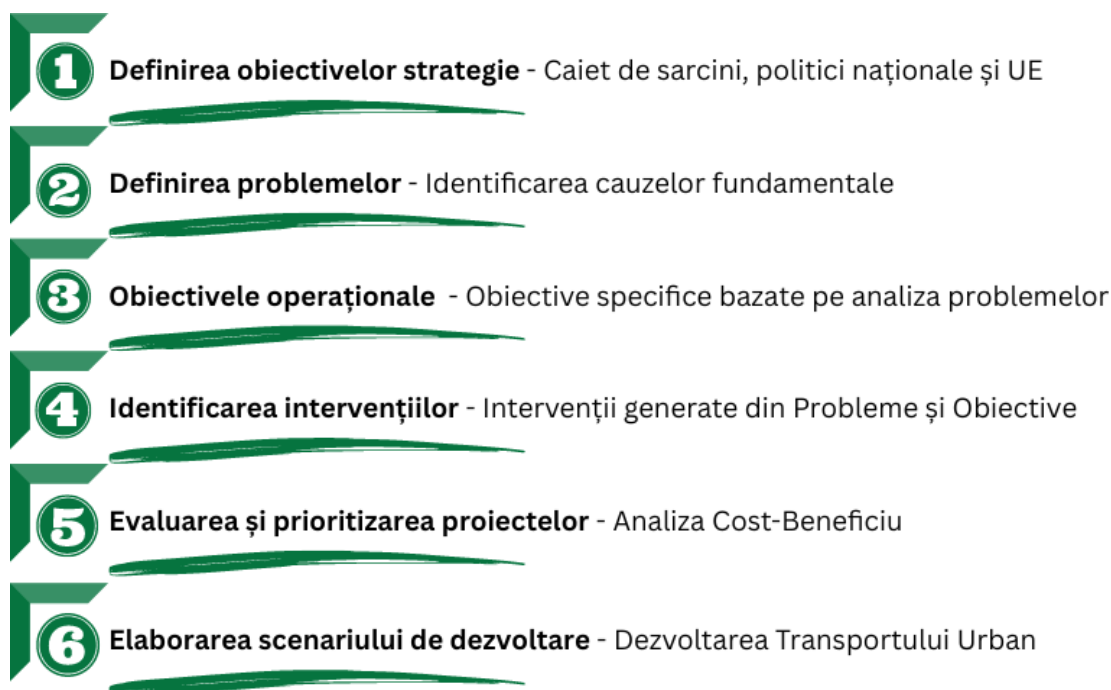 1 Definirea obiectivelor strategie - Caiet de sarcini, politici naționale și UE
2 Definirea problemelor - Identificarea cauzelor fundamentale
3 Obiectivele operaționale - Obiective specifice bazate pe analiza problemelor
4 Identificarea intervențiilor - Intervenții generate din Probleme și Obiective
5 Evaluarea și prioritizarea proiectelor - Analiza Cost-Beneficiu
6 Elaborarea scenariului de dezvoltare - Dezvoltarea Transportului Urban